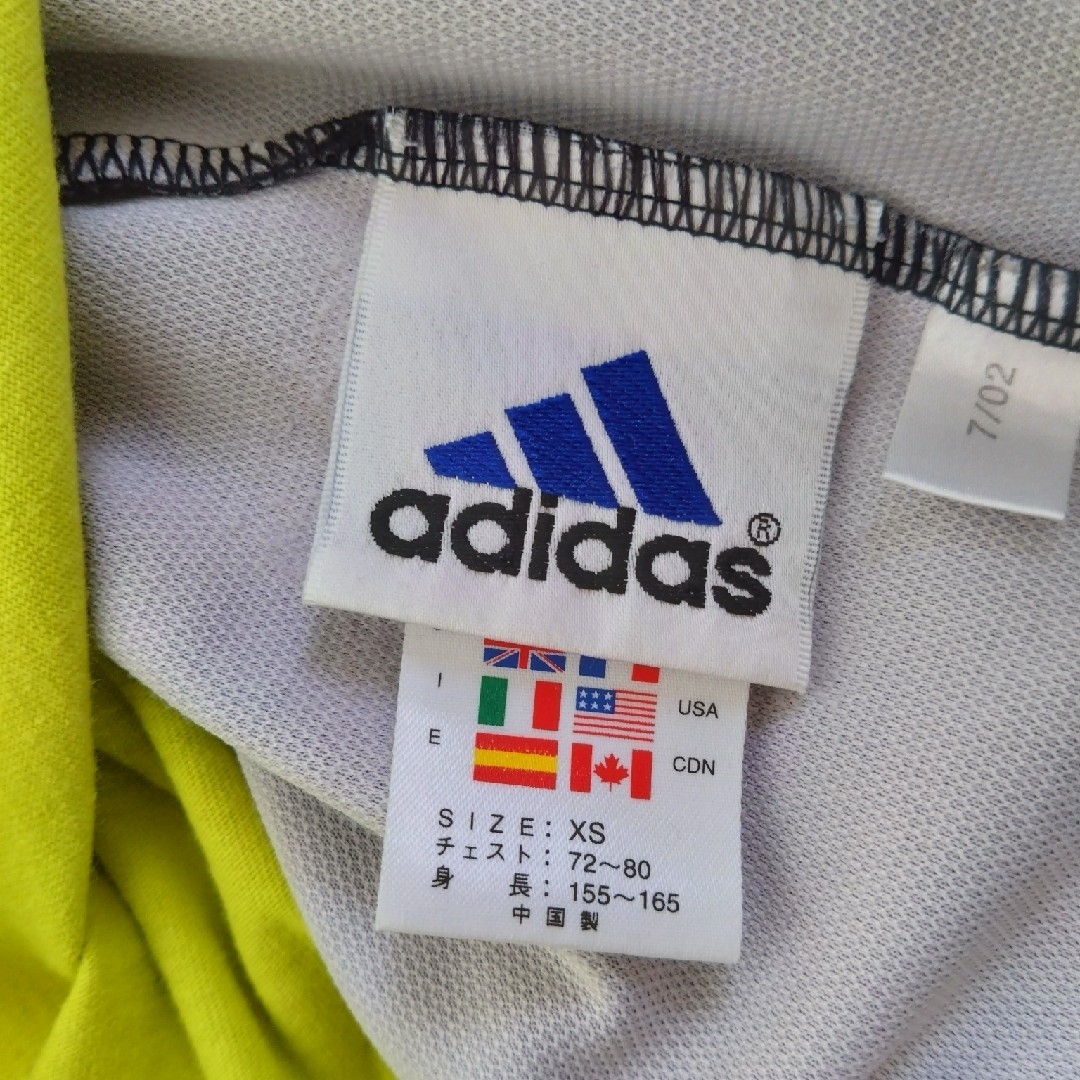 adidas®
7/02
I USA
E CDN
SIZE: XS
チェスト: 72〜80
身 長: 155〜165
中国製